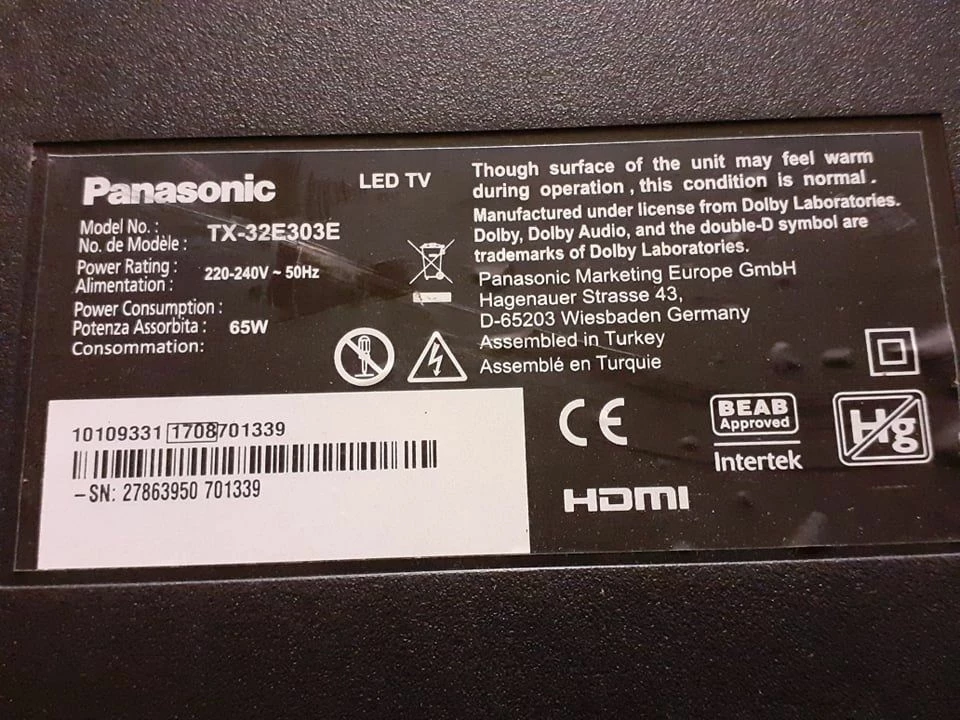 Panasonic
LED TV
Model No. :
No. de Modèle : TX-32E303E
Power Rating :
Alimentation : 220-240V ~ 50Hz
Power Consumption :
Potenza Assorbita : 65W
Consommation:
Though surface of the unit may feel warm
during operation , this condition is normal .
Manufactured under license from Dolby Laboratories.
Dolby, Dolby Audio, and the double-D symbol are
trademarks of Dolby Laboratories.
Panasonic Marketing Europe GmbH
Hagenauer Strasse 43,
D-65203 Wiesbaden Germany
Assembled in Turkey
Assemblé en Turquie
10109331 1708701339
-SN: 27863950 701339
CE
BEAB
Approved
Intertek
Hg
HDMI